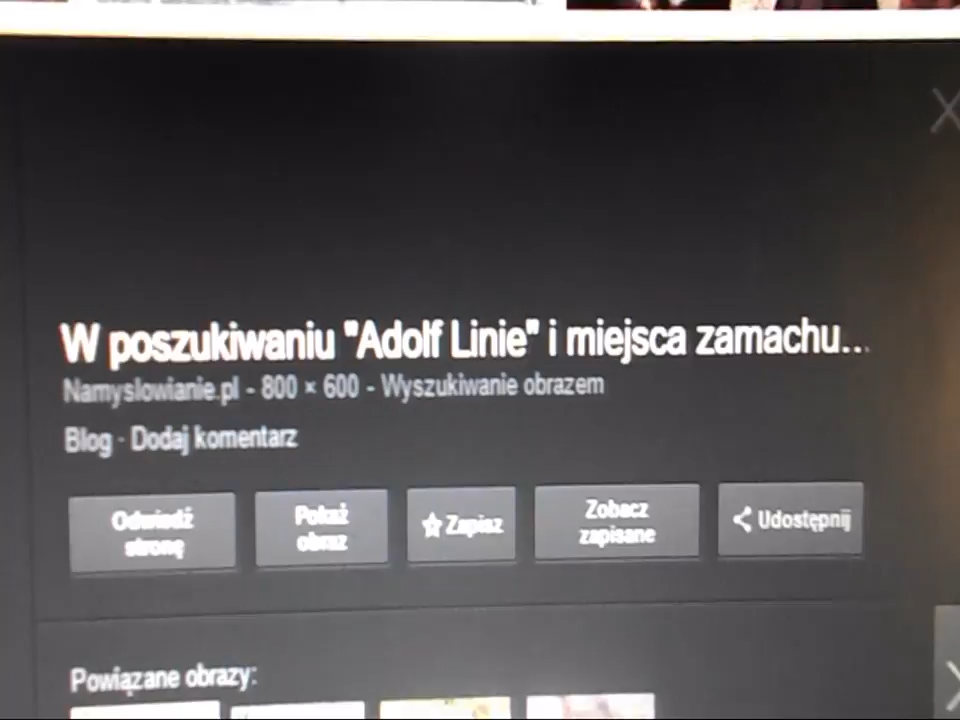 W poszukiwaniu "Adolf Linie" i miejsca zamachu...
Namyslowianie.pl - 800 × 600 - Wyszukiwanie obrazem
Blog · Dodaj komentarz
Odwiedź
stronę
Pokaż
obraz
Zapisz
Zobacz
zapisane
Udostępnij
Powiązane obrazy: